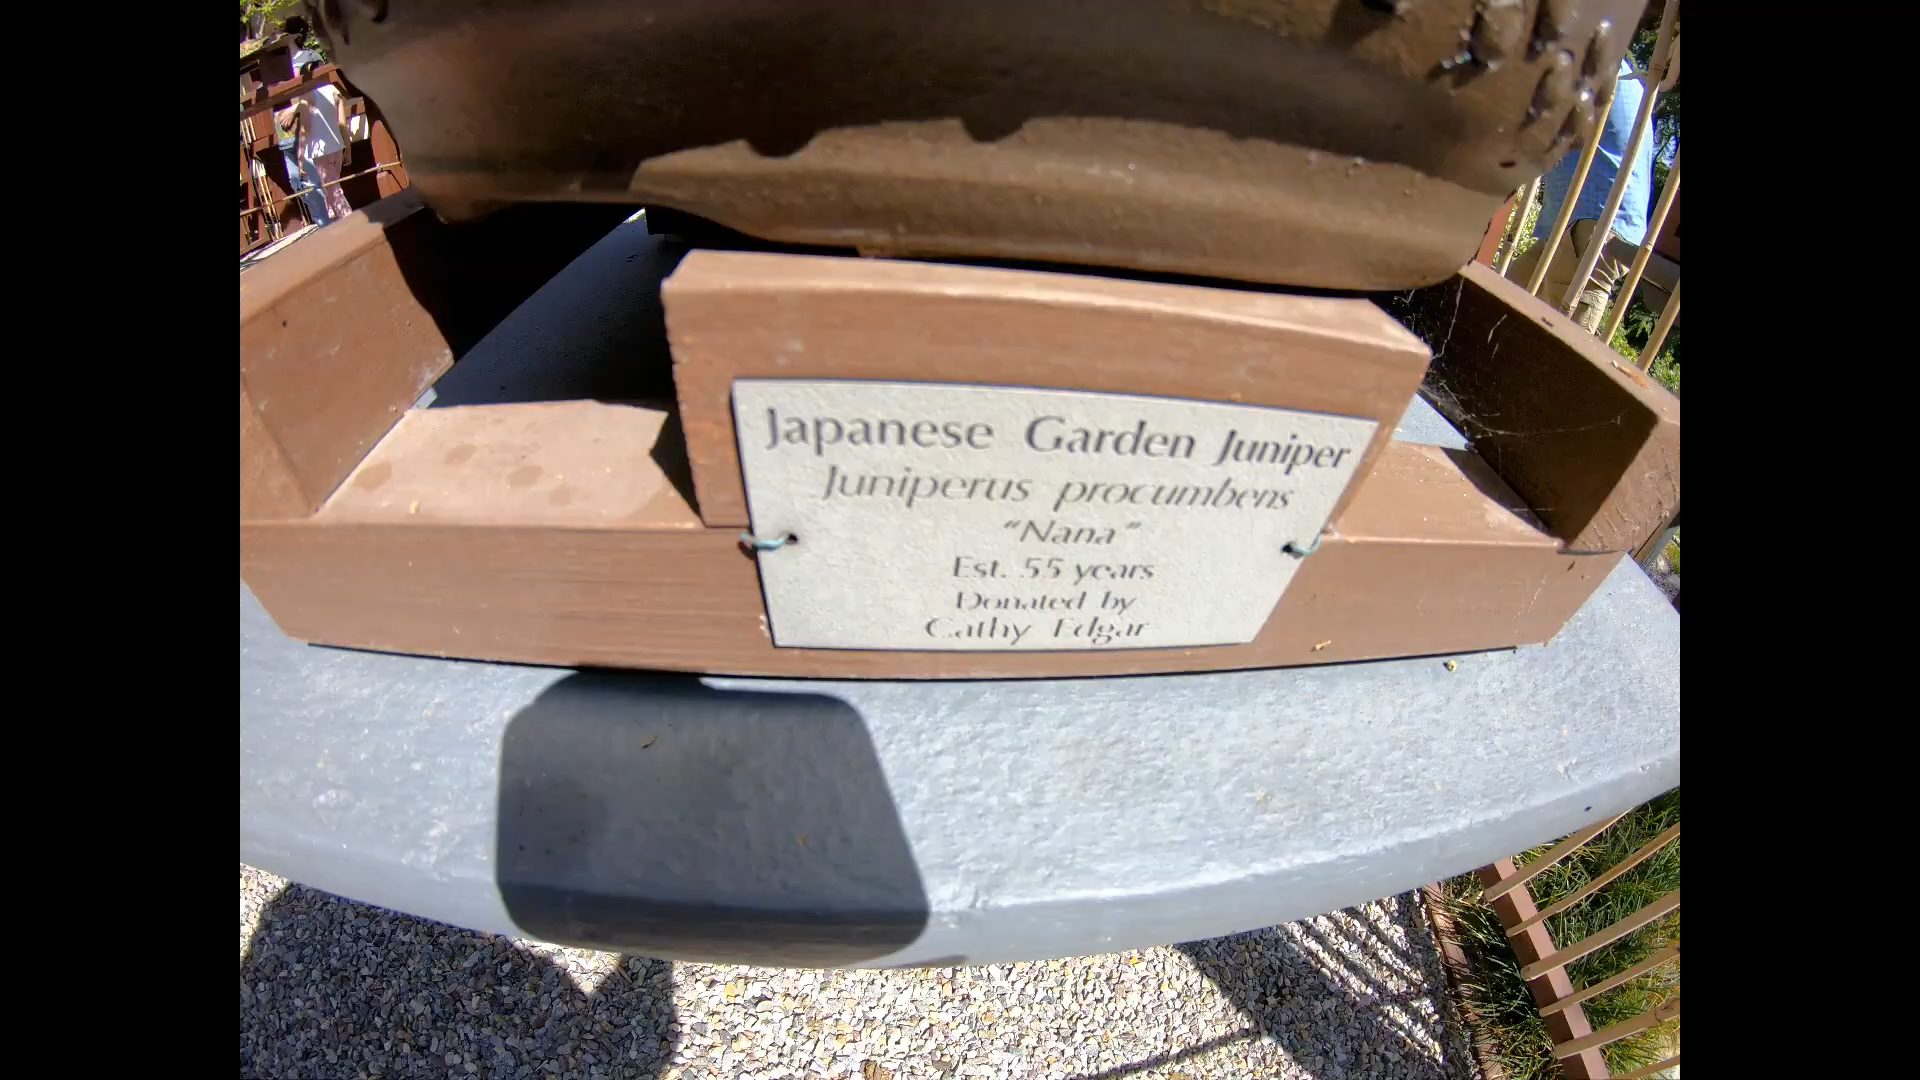 Japanese Garden Juniper
Juniperus procumbens
"Nana"
Est. 55 years
Donated by
Cathy Edgar